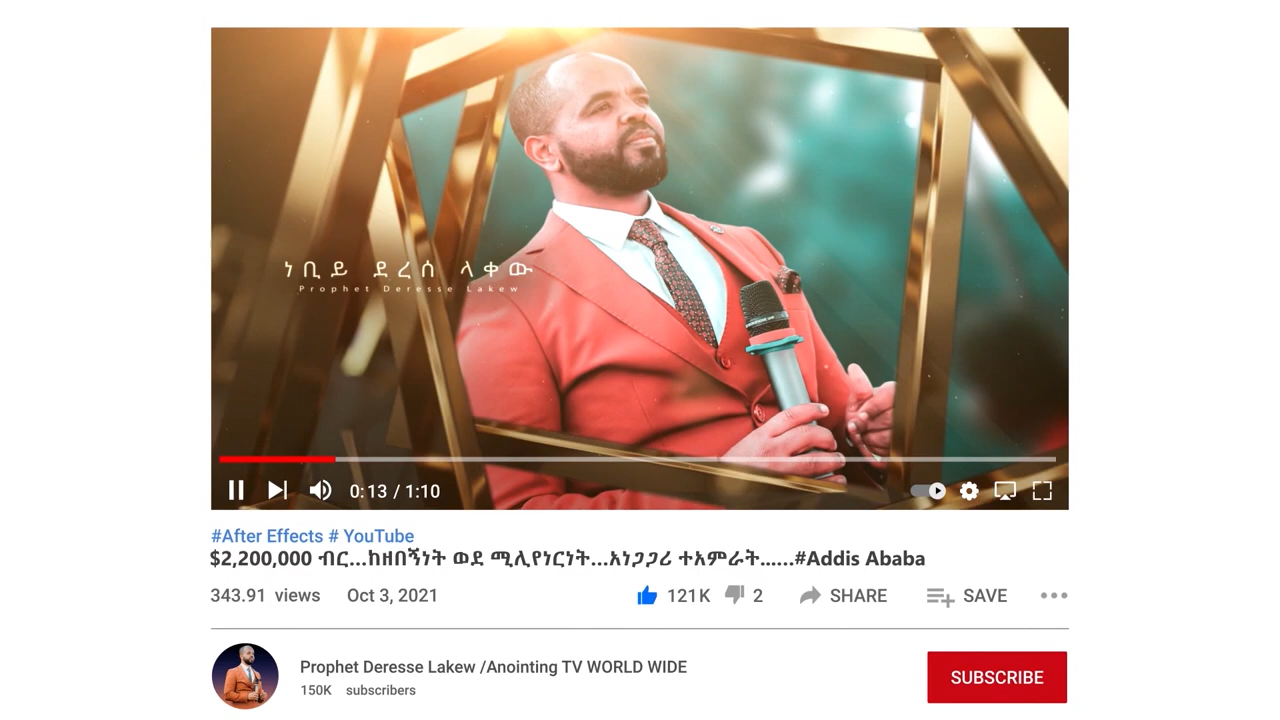 ነቢይ ደረሰ ላቀው
Prophet Deresse Lakew
0:13 / 1:10
#After Effects # YouTube
$2,200,000 ብር...ከዘበኝነት ወደ ሚሊየነርነት...አነጋጋሪ ተአምራት......#Addis Ababa
343.91 views Oct 3, 2021 121K 2 SHARE SAVE
Prophet Deresse Lakew /Anointing TV WORLD WIDE
150K subscribers
SUBSCRIBE